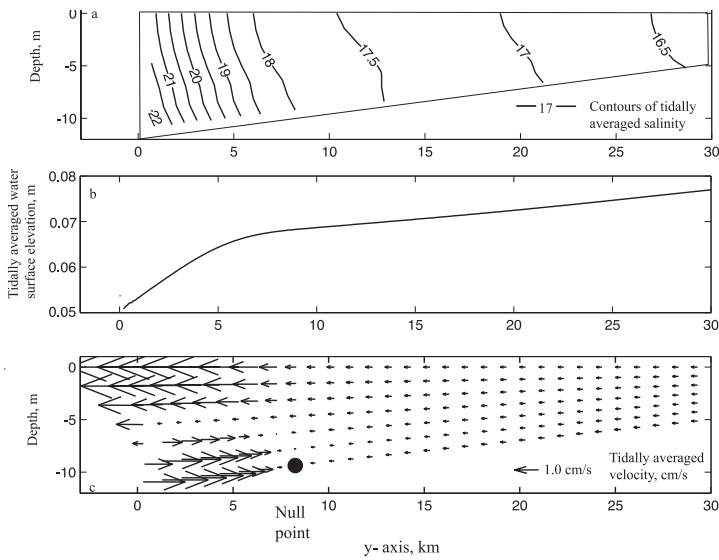 a
0
-5
-10
Depth, m
22
21
20
19
18
17.5
17
16.5
17 Contours of tidally
averaged salinity
0 5 10 15 20 25 30
b
0.08
0.07
0.06
0.05
Tidally averaged water
surface elevation, m
0 5 10 15 20 25 30
0
-5
-10
Depth, m
c
1.0 cm/s
Tidally averaged
velocity, cm/s
0 5 10 15 20 25 30
Null
point
y- axis, km